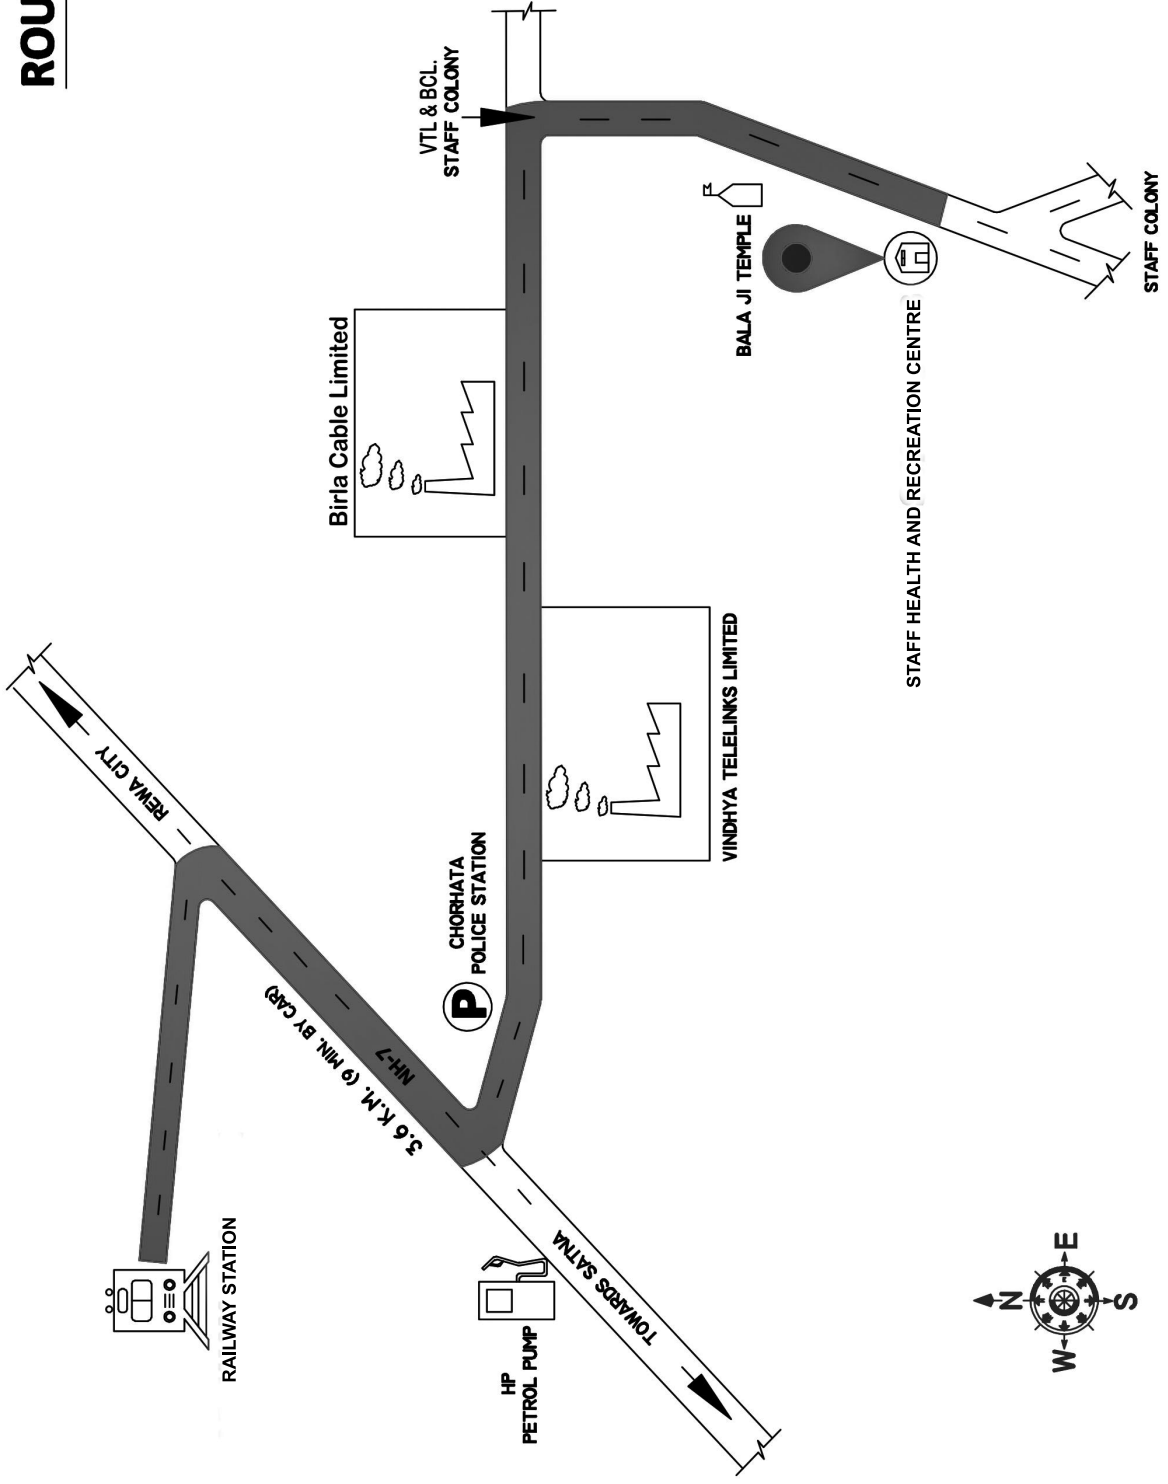 ROU
VTL & BCL.
STAFF COLONY
Birla Cable Limited
BALA JI TEMPLE
STAFF COLONY
STAFF HEALTH AND RECREATION CENTRE
REWA CITY
VINDHYA TELELINKS LIMITED
CHORHATA
POLICE STATION
P
NH-7
3.6 K.M. (9 MIN. BY CAR)
RAILWAY STATION
TOWARDS SATNA
HP
PETROL PUMP
N
W
E
S